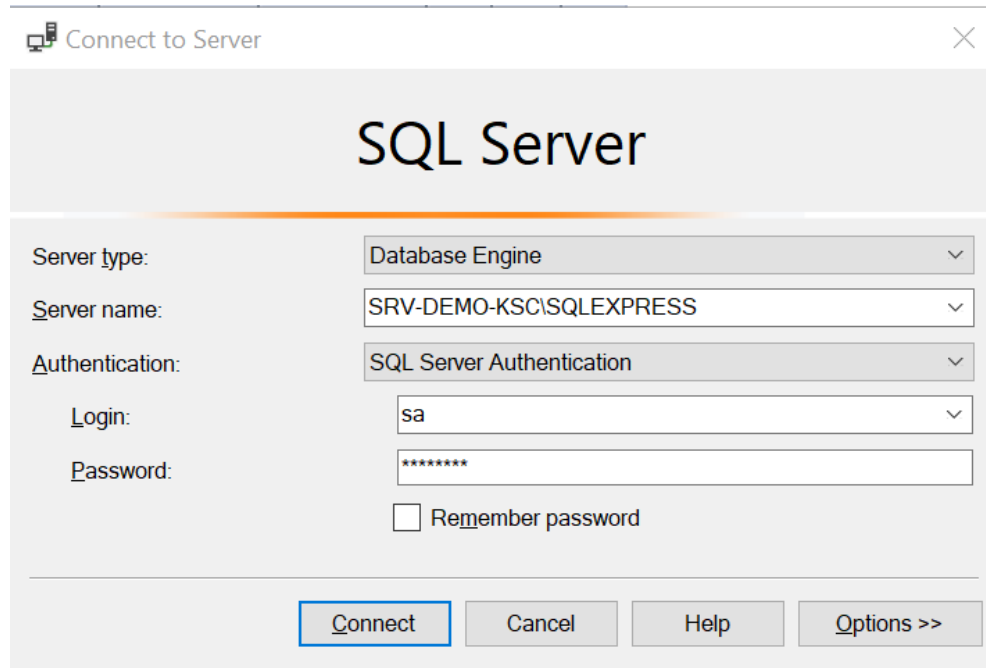 Connect to Server
SQL Server
Server type: Database Engine
Server name: SRV-DEMO-KSC\SQLEXPRESS
Authentication: SQL Server Authentication
Login: sa
Password: ********
Remember password
Connect Cancel Help Options >>